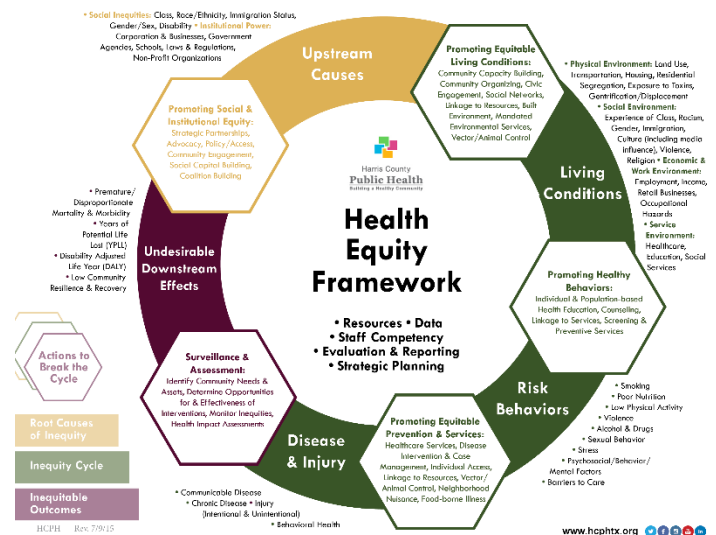 • Social Inequities: Class, Race/Ethnicity, Immigration Status,
Gender/Sex, Disability • Institutional Power:
Corporation & Businesses, Government
Agencies, Schools, Laws & Regulations,
Non-Profit Organizations
Upstream
Causes
Promoting Equitable
Living Conditions:
Community Capacity Building,
Community Organizing, Civic
Engagement, Social Networks,
Linkage to Resources, Built
Environment, Mandated
Environmental Services,
Vector/Animal Control
• Physical Environment: Land Use,
Transportation, Housing, Residential
Segregation, Exposure to Toxins,
Gentrification/Displacement
• Social Environment:
Experience of Class, Racism,
Gender, Immigration,
Culture (including media
influence), Violence,
Religion • Economic &
Work Environment:
Employment, Income,
Retail Businesses,
Occupational
Hazards
• Service
Environment:
Healthcare,
Education, Social
Services
Living
Conditions
Promoting Social &
Institutional Equity:
Strategic Partnerships,
Advocacy, Policy/Access,
Community Engagement,
Social Capital Building,
Coalition Building
Harris County
Public Health
Building a Healthy Community
Health
Equity
Framework
• Resources • Data
• Staff Competency
• Evaluation & Reporting
• Strategic Planning
• Premature/
Disproportionate
Mortality & Morbidity
• Years of
Potential Life
Lost (YPLL)
• Disability Adjusted
Life Year (DALY)
• Low Community
Resilience & Recovery
Undesirable
Downstream
Effects
Promoting Healthy
Behaviors:
Individual & Population-based
Health Education, Counseling,
Linkage to Services, Screening &
Preventive Services
Surveillance &
Assessment:
Identify Community Needs &
Assets, Determine Opportunities
for & Effectiveness of
Interventions, Monitor Inequities,
Health Impact Assessments
Risk
Behaviors
• Smoking
• Poor Nutrition
• Low Physical Activity
• Violence
• Alcohol & Drugs
• Sexual Behavior
• Stress
• Psychosocial/Behavior/
Mental Factors
• Barriers to Care
Promoting Equitable
Prevention & Services:
Healthcare Services, Disease
Intervention & Case
Management, Individual Access,
Linkage to Resources, Vector/
Animal Control, Neighborhood
Nuisance, Food-borne Illness
Disease
& Injury
• Communicable Disease
• Chronic Disease • Injury
(Intentional & Unintentional)
• Behavioral Health
Actions to
Break the
Cycle
Root Causes
of Inequity
Inequity Cycle
Inequitable
Outcomes
HCPH Rev. 7/9/15
www.hcphtx.org